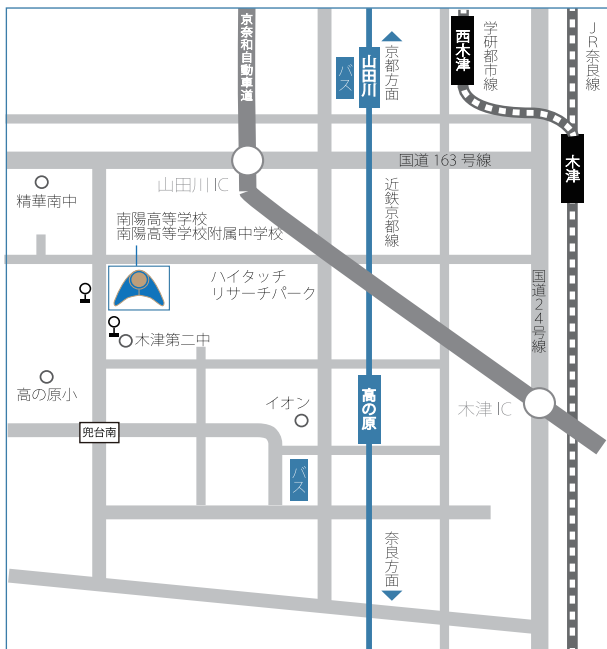 京奈和自動車道
バス
山田川
京都方面
西木津
学研都市線
JR奈良線
国道163号線
木津
山田川IC
精華南中
近鉄京都線
南陽高等学校
南陽高等学校附属中学校
ハイタッチ
リサーチパーク
国道24号線
木津第二中
高の原小
イオン
高の原
木津IC
兜台南
バス
奈良方面